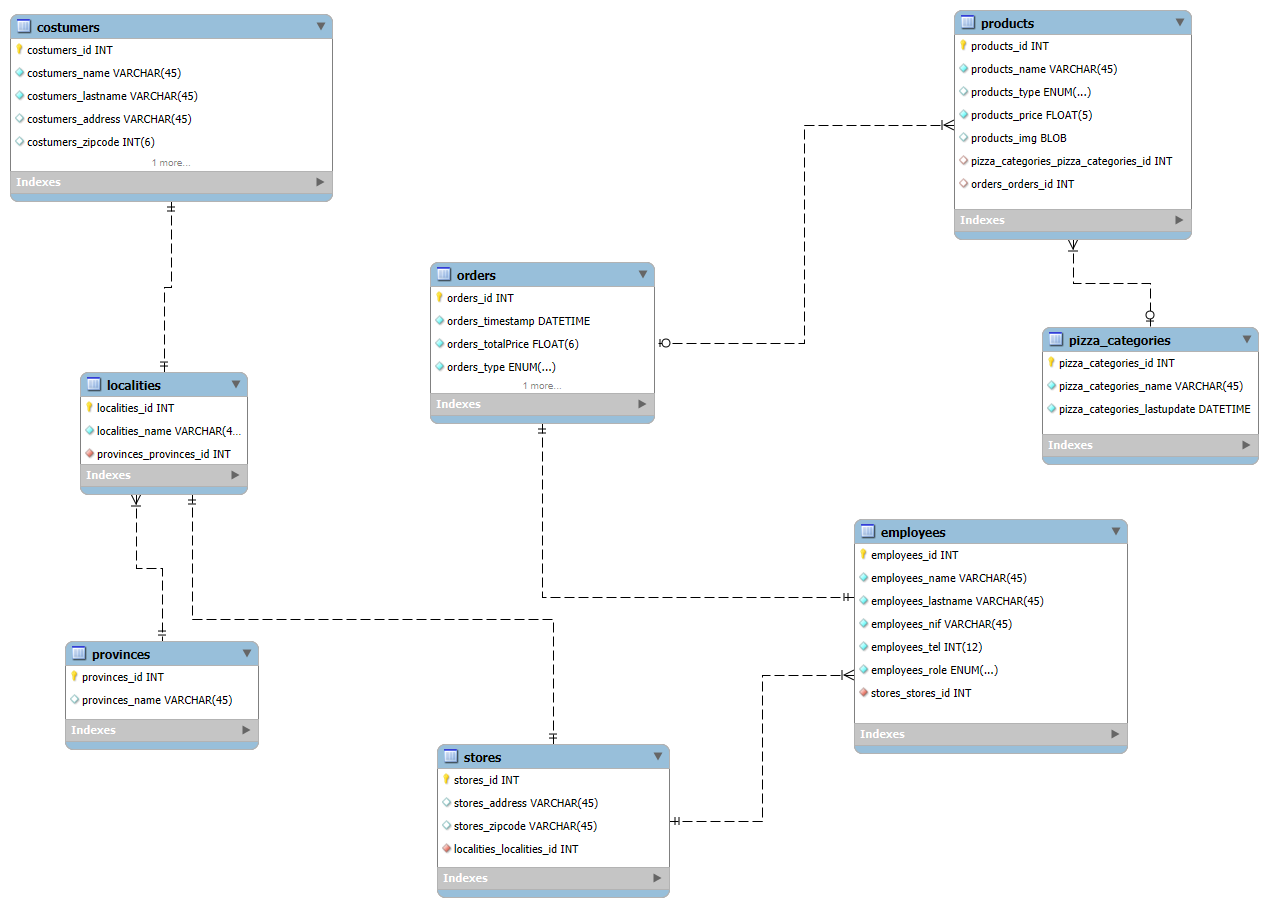 costumers
costumers_id INT
costumers_name VARCHAR(45)
costumers_lastname VARCHAR(45)
costumers_address VARCHAR(45)
costumers_zipcode INT(6)
1 more...
Indexes
products
products_id INT
products_name VARCHAR(45)
products_type ENUM(...)
products_price FLOAT(5)
products_img BLOB
pizza_categories_pizza_categories_id INT
orders_orders_id INT
Indexes
orders
orders_id INT
orders_timestamp DATETIME
orders_totalPrice FLOAT(6)
orders_type ENUM(...)
1 more...
Indexes
pizza_categories
pizza_categories_id INT
pizza_categories_name VARCHAR(45)
pizza_categories_lastupdate DATETIME
Indexes
localities
localities_id INT
localities_name VARCHAR(4...
provinces_provinces_id INT
Indexes
employees
employees_id INT
employees_name VARCHAR(45)
employees_lastname VARCHAR(45)
employees_nif VARCHAR(45)
employees_tel INT(12)
employees_role ENUM(...)
stores_stores_id INT
Indexes
provinces
provinces_id INT
provinces_name VARCHAR(45)
Indexes
stores
stores_id INT
stores_address VARCHAR(45)
stores_zipcode VARCHAR(45)
localities_localities_id INT
Indexes